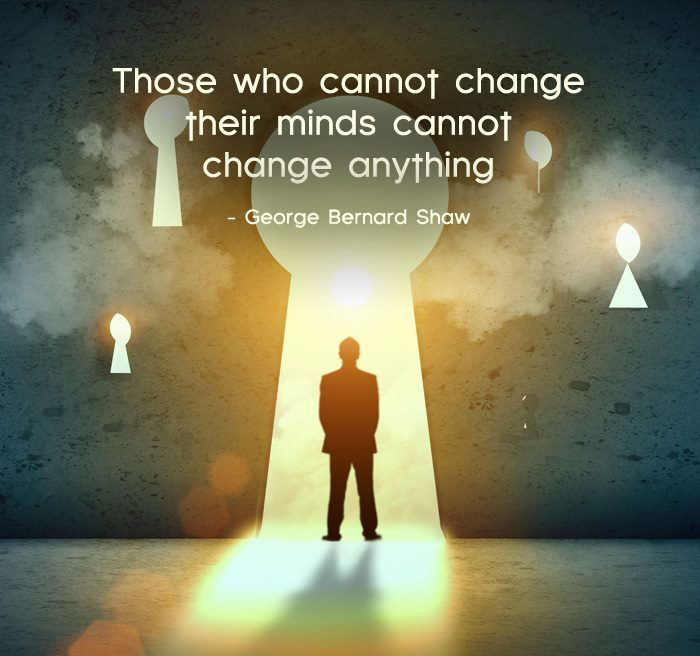 Those who cannot change
their minds cannot
change anything
- George Bernard Shaw